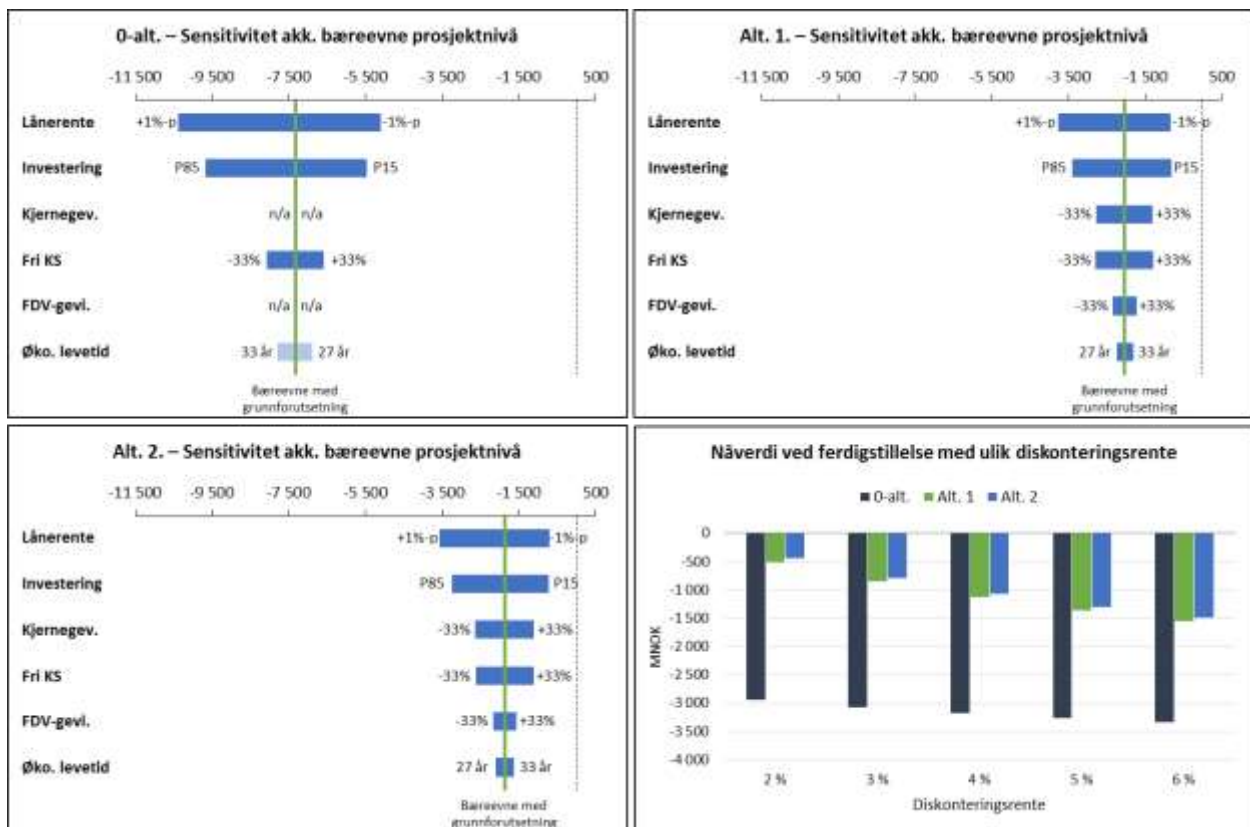 0-alt. – Sensitivitet akk. bæreevne prosjektnivå
-11 500 -9 500 -7 500 -5 500 -3 500 -1 500 500
Lånerente +1%-p -1%-p
Investering P85 P15
Kjernegev. n/a n/a
Fri KS -33% +33%
FDV-gevi. n/a n/a
Øko. levetid 33 år 27 år
Bæreevne med
grunnforutsetning
Alt. 1. – Sensitivitet akk. bæreevne prosjektnivå
-11 500 -9 500 -7 500 -5 500 -3 500 -1 500 500
Lånerente +1%-p -1%-p
Investering P85 P15
Kjernegev. -33% +33%
Fri KS -33% +33%
FDV-gevi. -33% +33%
Øko. levetid 27 år 33 år
Bæreevne med
grunnforutsetning
Alt. 2. – Sensitivitet akk. bæreevne prosjektnivå
-11 500 -9 500 -7 500 -5 500 -3 500 -1 500 500
Lånerente +1%-p -1%-p
Investering P85 P15
Kjernegev. -33% +33%
Fri KS -33% +33%
FDV-gevi. -33% +33%
Øko. levetid 27 år 33 år
Bæreevne med
grunnforutsetning
Nåverdi ved ferdigstillelse med ulik diskonteringsrente
0-alt. Alt. 1 Alt. 2
0
-500
-1 000
-1 500
-2 000
-2 500
-3 000
-3 500
-4 000
MNOK
2 % 3 % 4 % 5 % 6 %
Diskonteringsrente